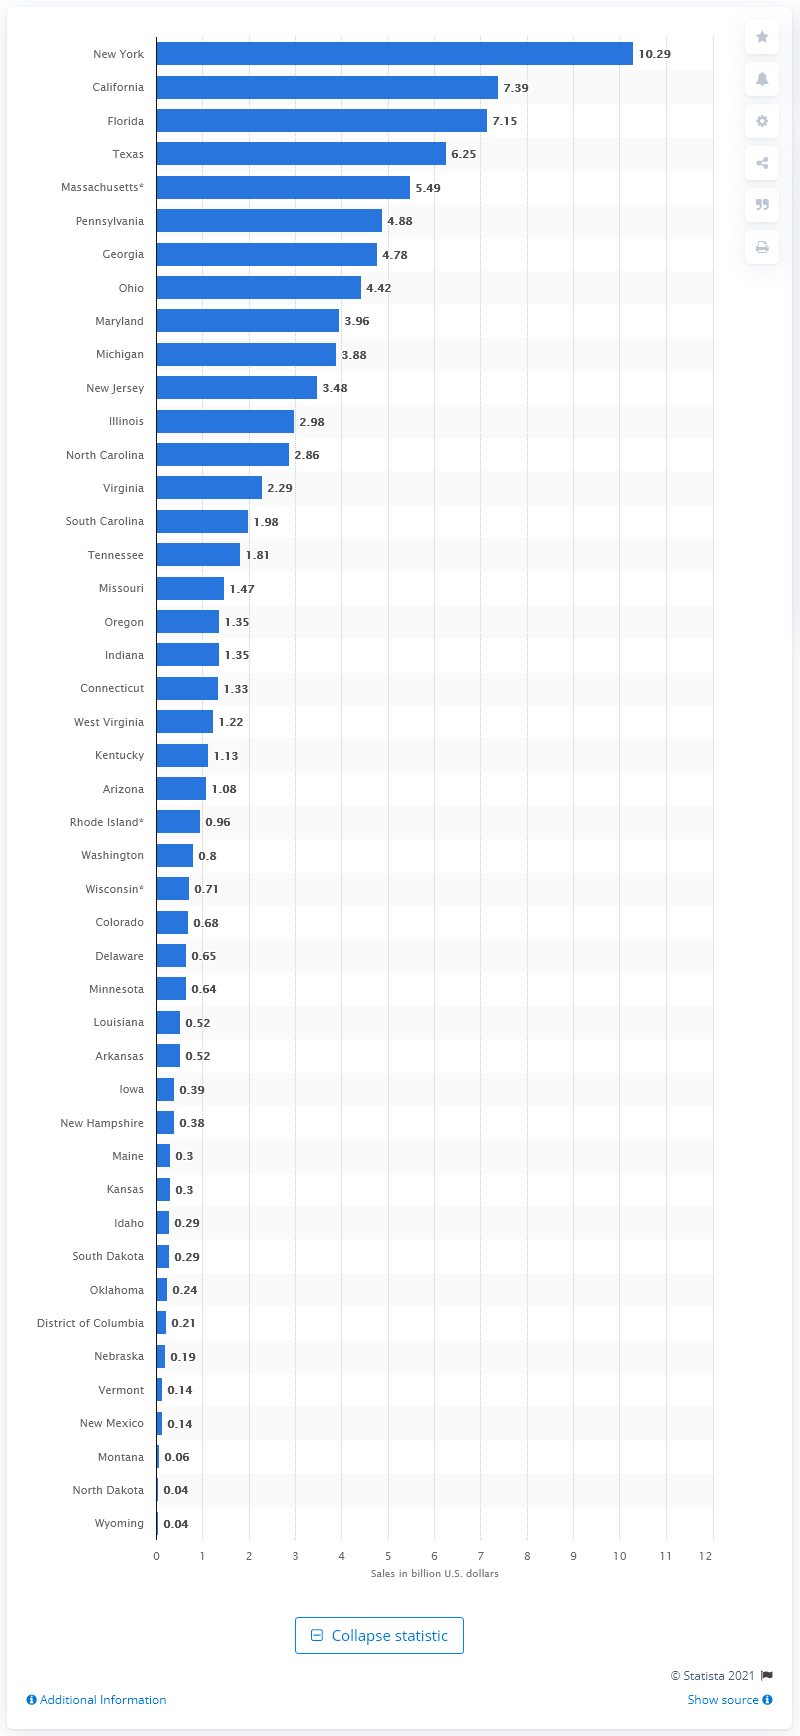 New York 10.29
California 7.39
Florida 7.15
Texas 6.25
Massachusetts* 5.49
Pennsylvania 4.88
Georgia 4.78
Ohio 4.42
Maryland 3.96
Michigan 3.88
New Jersey 3.48
Illinois 2.98
North Carolina 2.86
Virginia 2.29
South Carolina 1.98
Tennessee 1.81
Missouri 1.47
Oregon 1.35
Indiana 1.35
Connecticut 1.33
West Virginia 1.22
Kentucky 1.13
Arizona 1.08
Rhode Island* 0.96
Washington 0.8
Wisconsin* 0.71
Colorado 0.68
Delaware 0.65
Minnesota 0.64
Louisiana 0.52
Arkansas 0.52
Iowa 0.39
New Hampshire 0.38
Maine 0.3
Kansas 0.3
Idaho 0.29
South Dakota 0.29
Oklahoma 0.24
District of Columbia 0.21
Nebraska 0.19
Vermont 0.14
New Mexico 0.14
Montana 0.06
North Dakota 0.04
Wyoming 0.04
0 1 2 3 4 5 6 7 8 9 10 11 12
Sales in billion U.S. dollars
Collapse statistic
© Statista 2021
Additional Information Show source